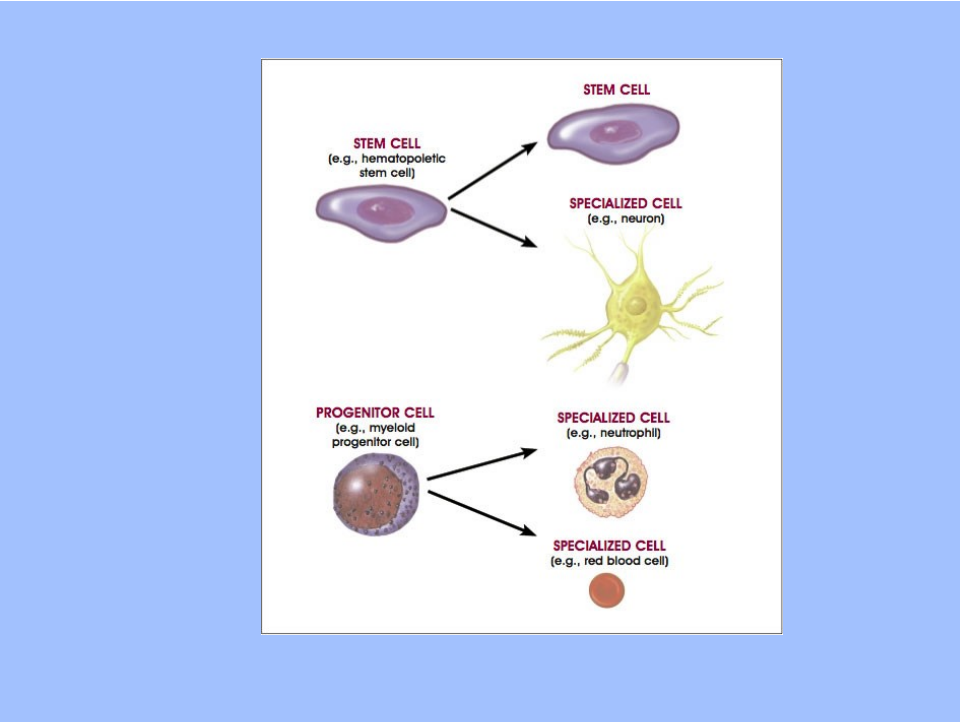 STEM CELL
STEM CELL
(e.g., hematopoietic
stem cell)
SPECIALIZED CELL
(e.g., neuron)
PROGENITOR CELL
(e.g., myeloid
progenitor cell)
SPECIALIZED CELL
(e.g., neutrophil)
SPECIALIZED CELL
(e.g., red blood cell)